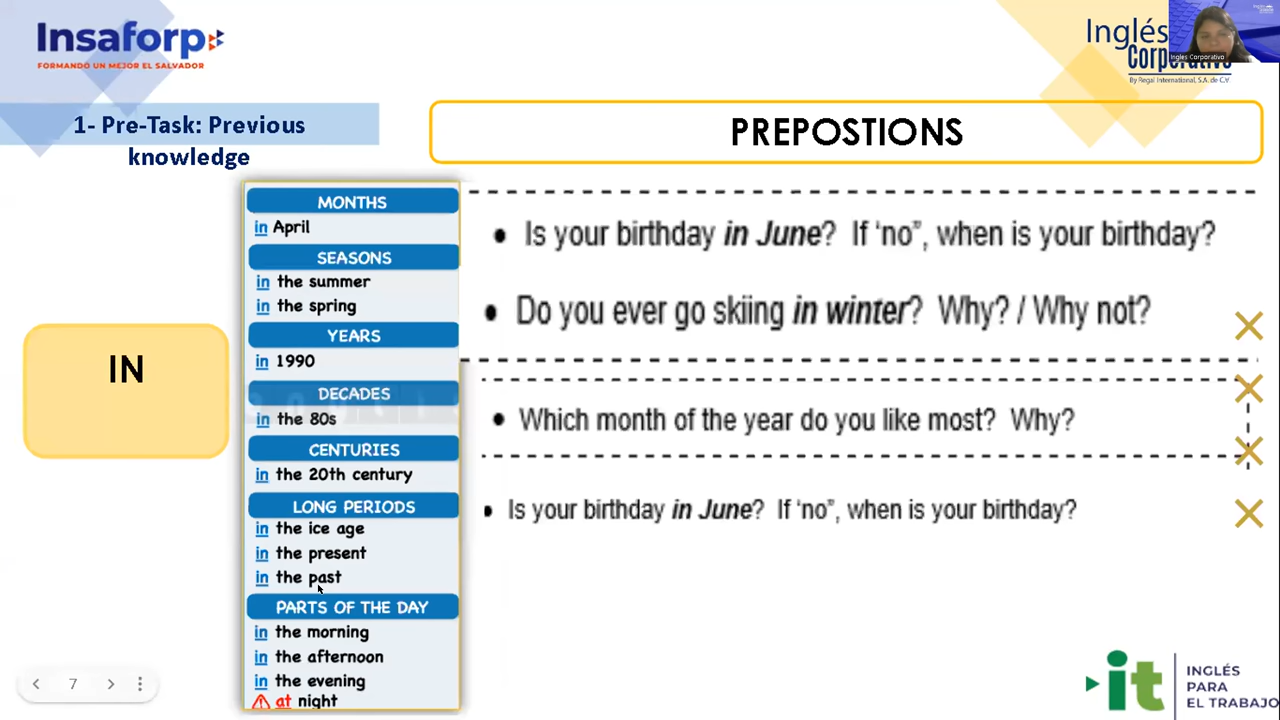 Insaforp
FORMANDO UN MEJOR EL SALVADOR
Inglés
Corporativo
By Regal International, S.A. de C.V
Ingles Corporativo
1- Pre-Task: Previous
knowledge
PREPOSTIONS
IN
MONTHS
in April
SEASONS
in the summer
in the spring
YEARS
in 1990
DECADES
in the 80s
CENTURIES
in the 20th century
LONG PERIODS
in the ice age
in the present
in the past
PARTS OF THE DAY
in the morning
in the afternoon
in the evening
at night
• Is your birthday in June? If ‘no”, when is your birthday?
• Do you ever go skiing in winter? Why? / Why not?
• Which month of the year do you like most? Why?
• Is your birthday in June? If ‘no”, when is your birthday?
7
it
INGLÉS
PARA
EL TRABAJO